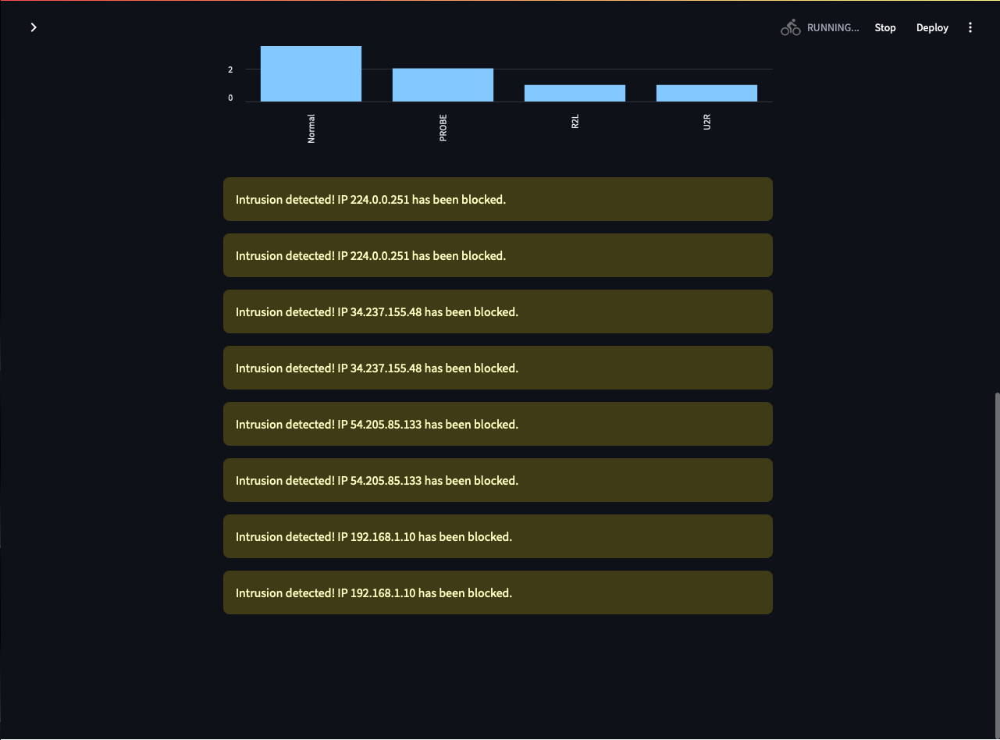 RUNNING...
Stop
Deploy
2
0
Normal
PROBE
R2L
U2R
Intrusion detected! IP 224.0.0.251 has been blocked.
Intrusion detected! IP 224.0.0.251 has been blocked.
Intrusion detected! IP 34.237.155.48 has been blocked.
Intrusion detected! IP 34.237.155.48 has been blocked.
Intrusion detected! IP 54.205.85.133 has been blocked.
Intrusion detected! IP 54.205.85.133 has been blocked.
Intrusion detected! IP 192.168.1.10 has been blocked.
Intrusion detected! IP 192.168.1.10 has been blocked.